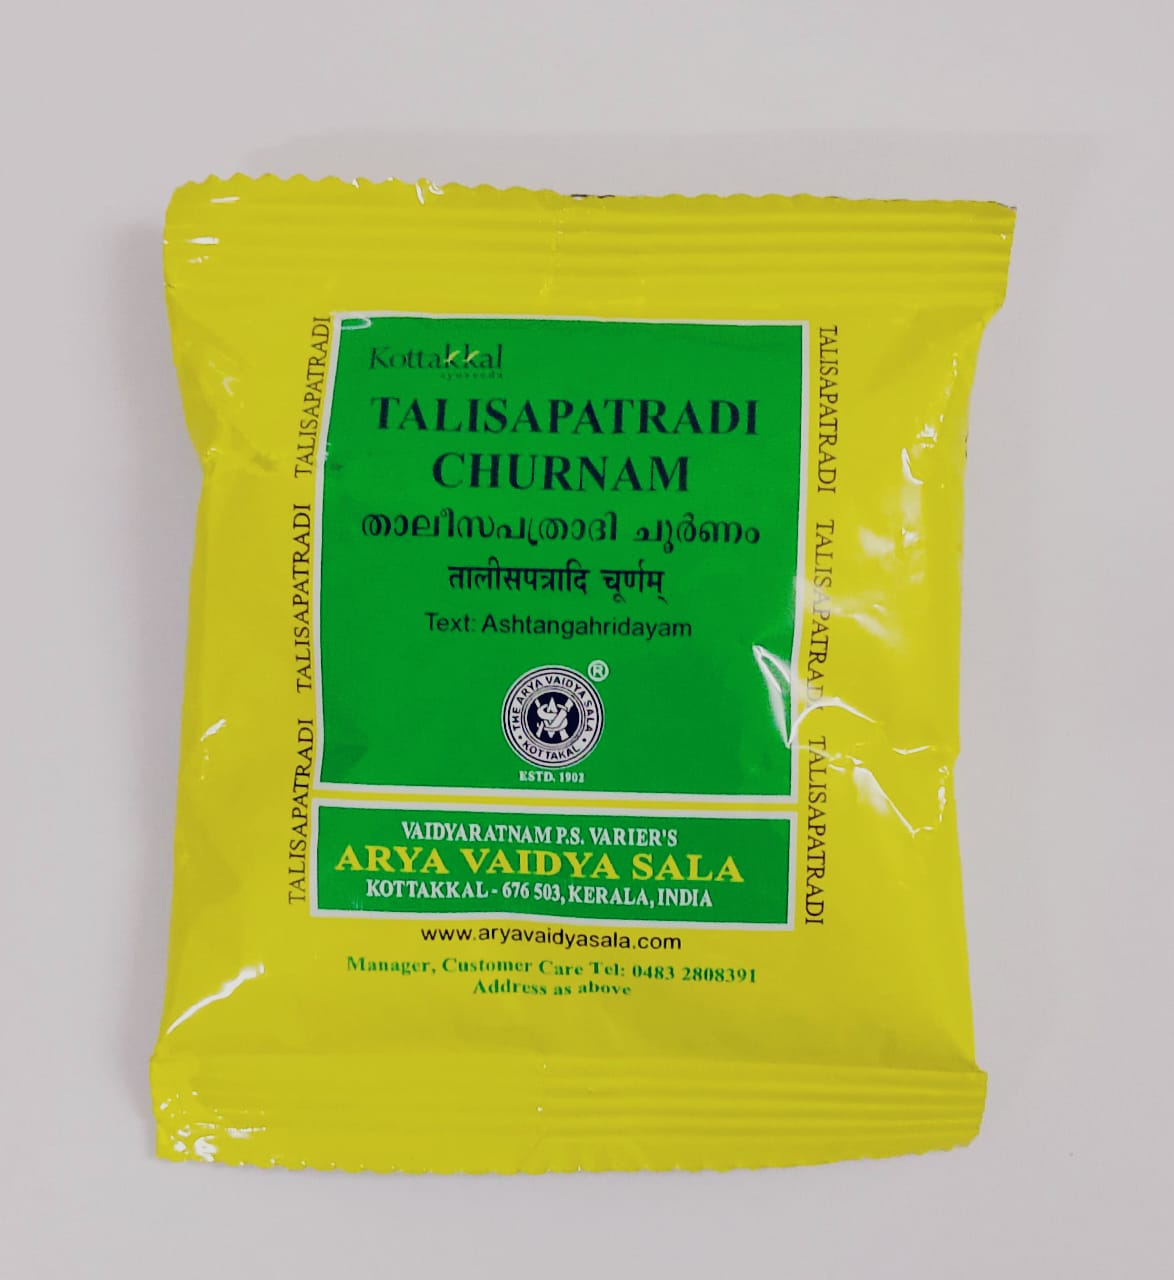 Kottakkal
ayurveda
TALISAPATRADI
CHURNAM
താലീസപത്രാദി ചൂർണം
तालीसपत्रादि चूर्णम्
Text: Ashtangahridayam
®
THE ARYA VAIDYA SALA
• KOTTAKAL •
ESTD. 1902
VAIDYARATNAM P.S. VARIER'S
ARYA VAIDYA SALA
KOTTAKKAL - 676 503, KERALA, INDIA
www.aryavaidyasala.com
Manager, Customer Care Tel: 0483 2808391
Address as above
TALISAPATRADI TALISAPATRADI TALISAPATRADI
TALISAPATRADI TALISAPATRADI TALISAPATRADI